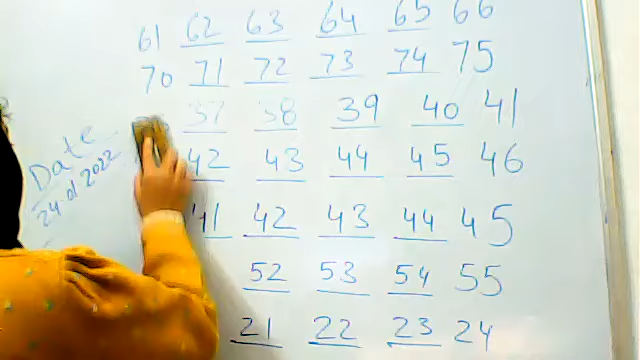 61 62 63 64 65 66
70 71 72 73 74 75
37 38 39 40 41
42 43 44 45 46
41 42 43 44 45
52 53 54 55
21 22 23 24
Date
24.01 2022